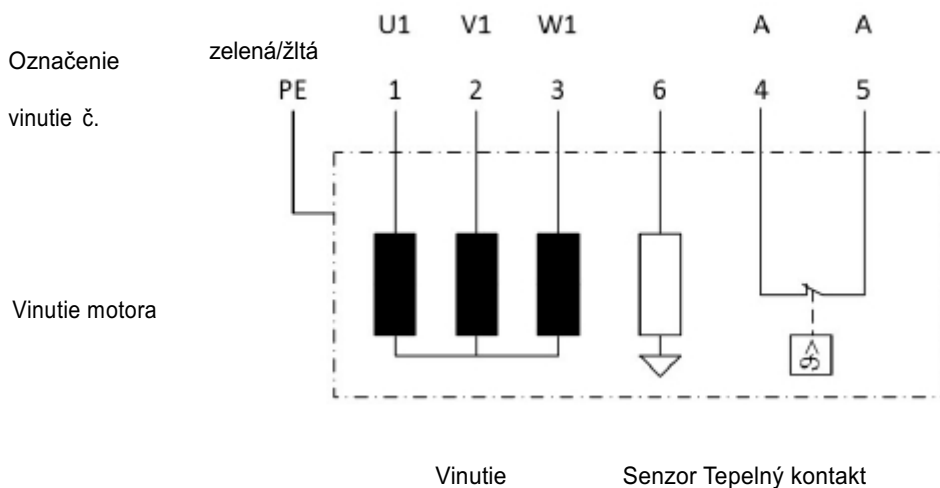 U1 V1 W1 A A
Označenie zelená/žltá
PE 1 2 3 6 4 5
vinutie č.
Vinutie motora
ϑ>
Vinutie Senzor Tepelný kontakt